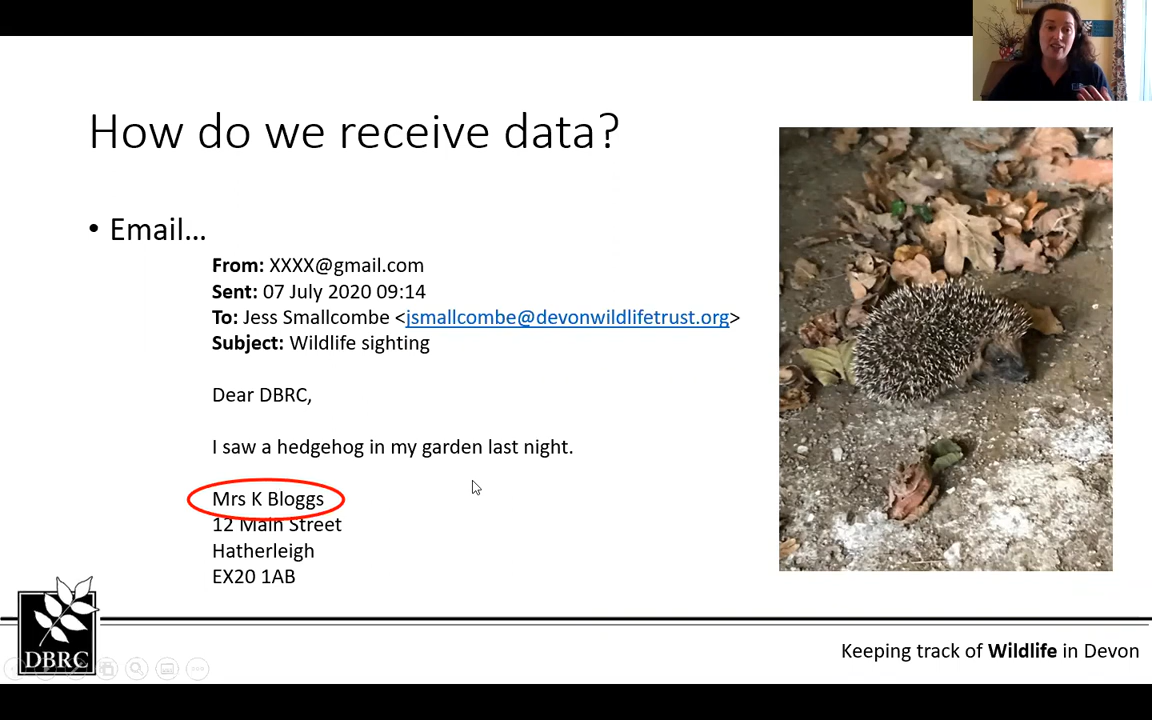 How do we receive data?
• Email...
From: XXXX@gmail.com
Sent: 07 July 2020 09:14
To: Jess Smallcombe <jsmallcombe@devonwildlifetrust.org>
Subject: Wildlife sighting
Dear DBRC,
I saw a hedgehog in my garden last night.
Mrs K Bloggs
12 Main Street
Hatherleigh
EX20 1AB
DBRC
Keeping track of Wildlife in Devon